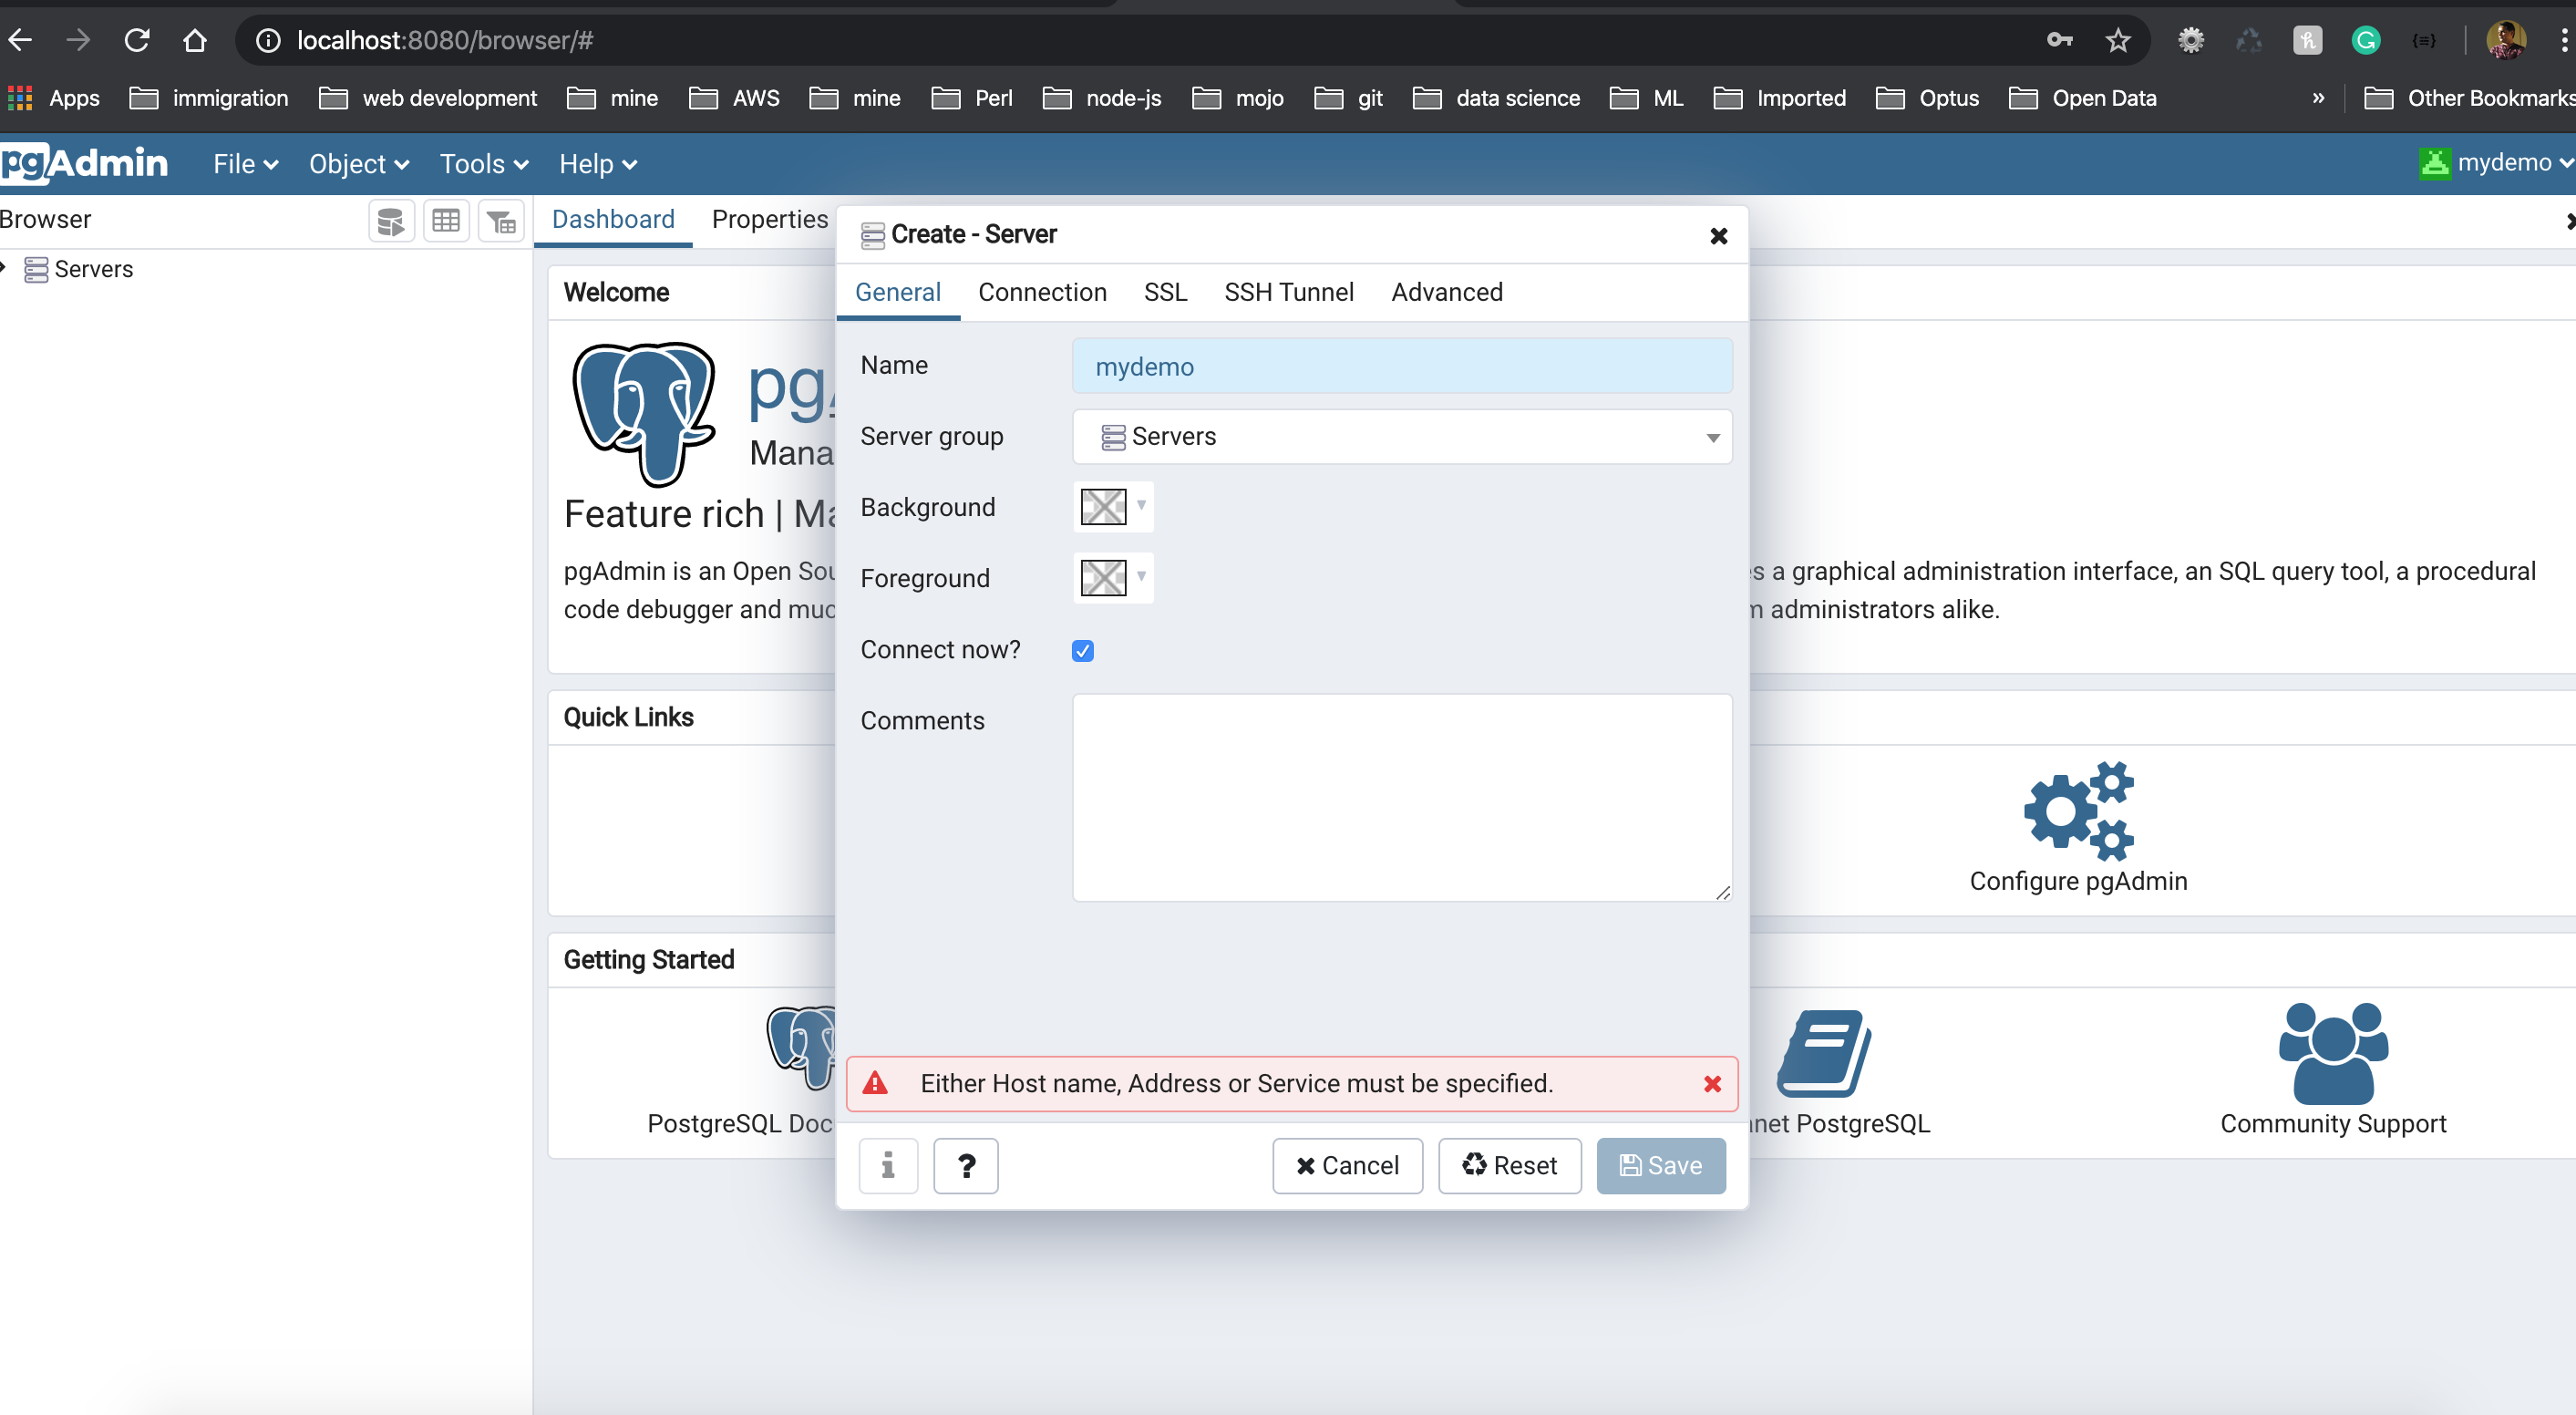 localhost:8080/browser/#
Apps immigration web development mine AWS mine Perl node-js mojo git data science ML Imported Optus Open Data » Other Bookmarks
pgAdmin File Object Tools Help mydemo
Browser Dashboard Properties
Servers
Create - Server
General Connection SSL SSH Tunnel Advanced
Welcome
Name mydemo
Server group Servers
Background
Foreground
Connect now?
Comments
pgA
Mana
Feature rich | Ma
pgAdmin is an Open Sou
s a graphical administration interface, an SQL query tool, a procedural
code debugger and muc
administrators alike.
Quick Links
Configure pgAdmin
Getting Started
PostgreSQL Doc
net PostgreSQL
Community Support
Either Host name, Address or Service must be specified.
i ? Cancel Reset Save